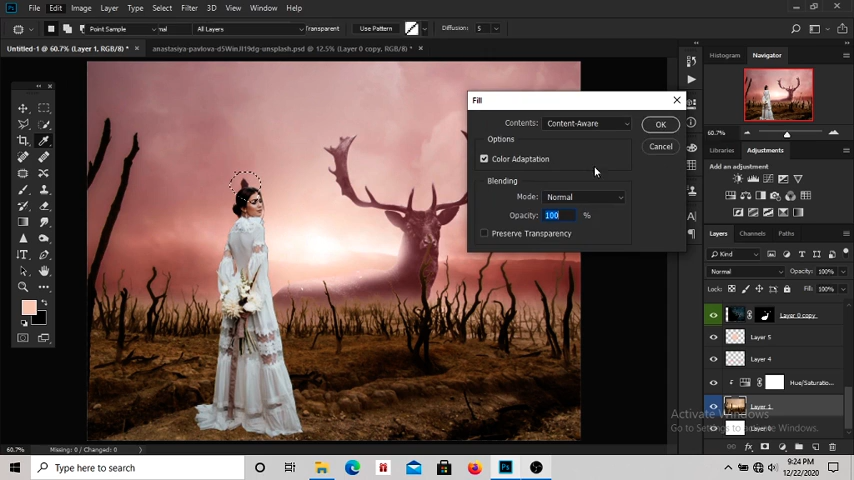 File Edit Image Layer Type Select Filter 3D View Window Help
Point Sample mal All Layers Transparent Use Pattern Diffusion: 5
Untitled-1 @ 60.7% (Layer 1, RGB/8) * × anastasiya-pavlova-d5WinJI19dg-unsplash.psd @ 12.5% (Layer 0 copy, RGB/8) * ×
Histogram Navigator
60.7%
Fill
Contents: Content-Aware OK
Options
Cancel
Color Adaptation
Blending
Mode: Normal
Opacity: 100 %
Preserve Transparency
Libraries Adjustments
Add an adjustment
Layers Channels Paths
Kind
Normal Opacity: 100%
Lock: Fill: 100%
Layer 0 copy
Layer 5
Layer 4
Hue/Saturatio...
Layer 1
Layer 0
Activate Windows
Go to Settings to activate Windows.
60.7% Missing: 0 / Changed: 0
Type here to search
9:24 PM
12/22/2020